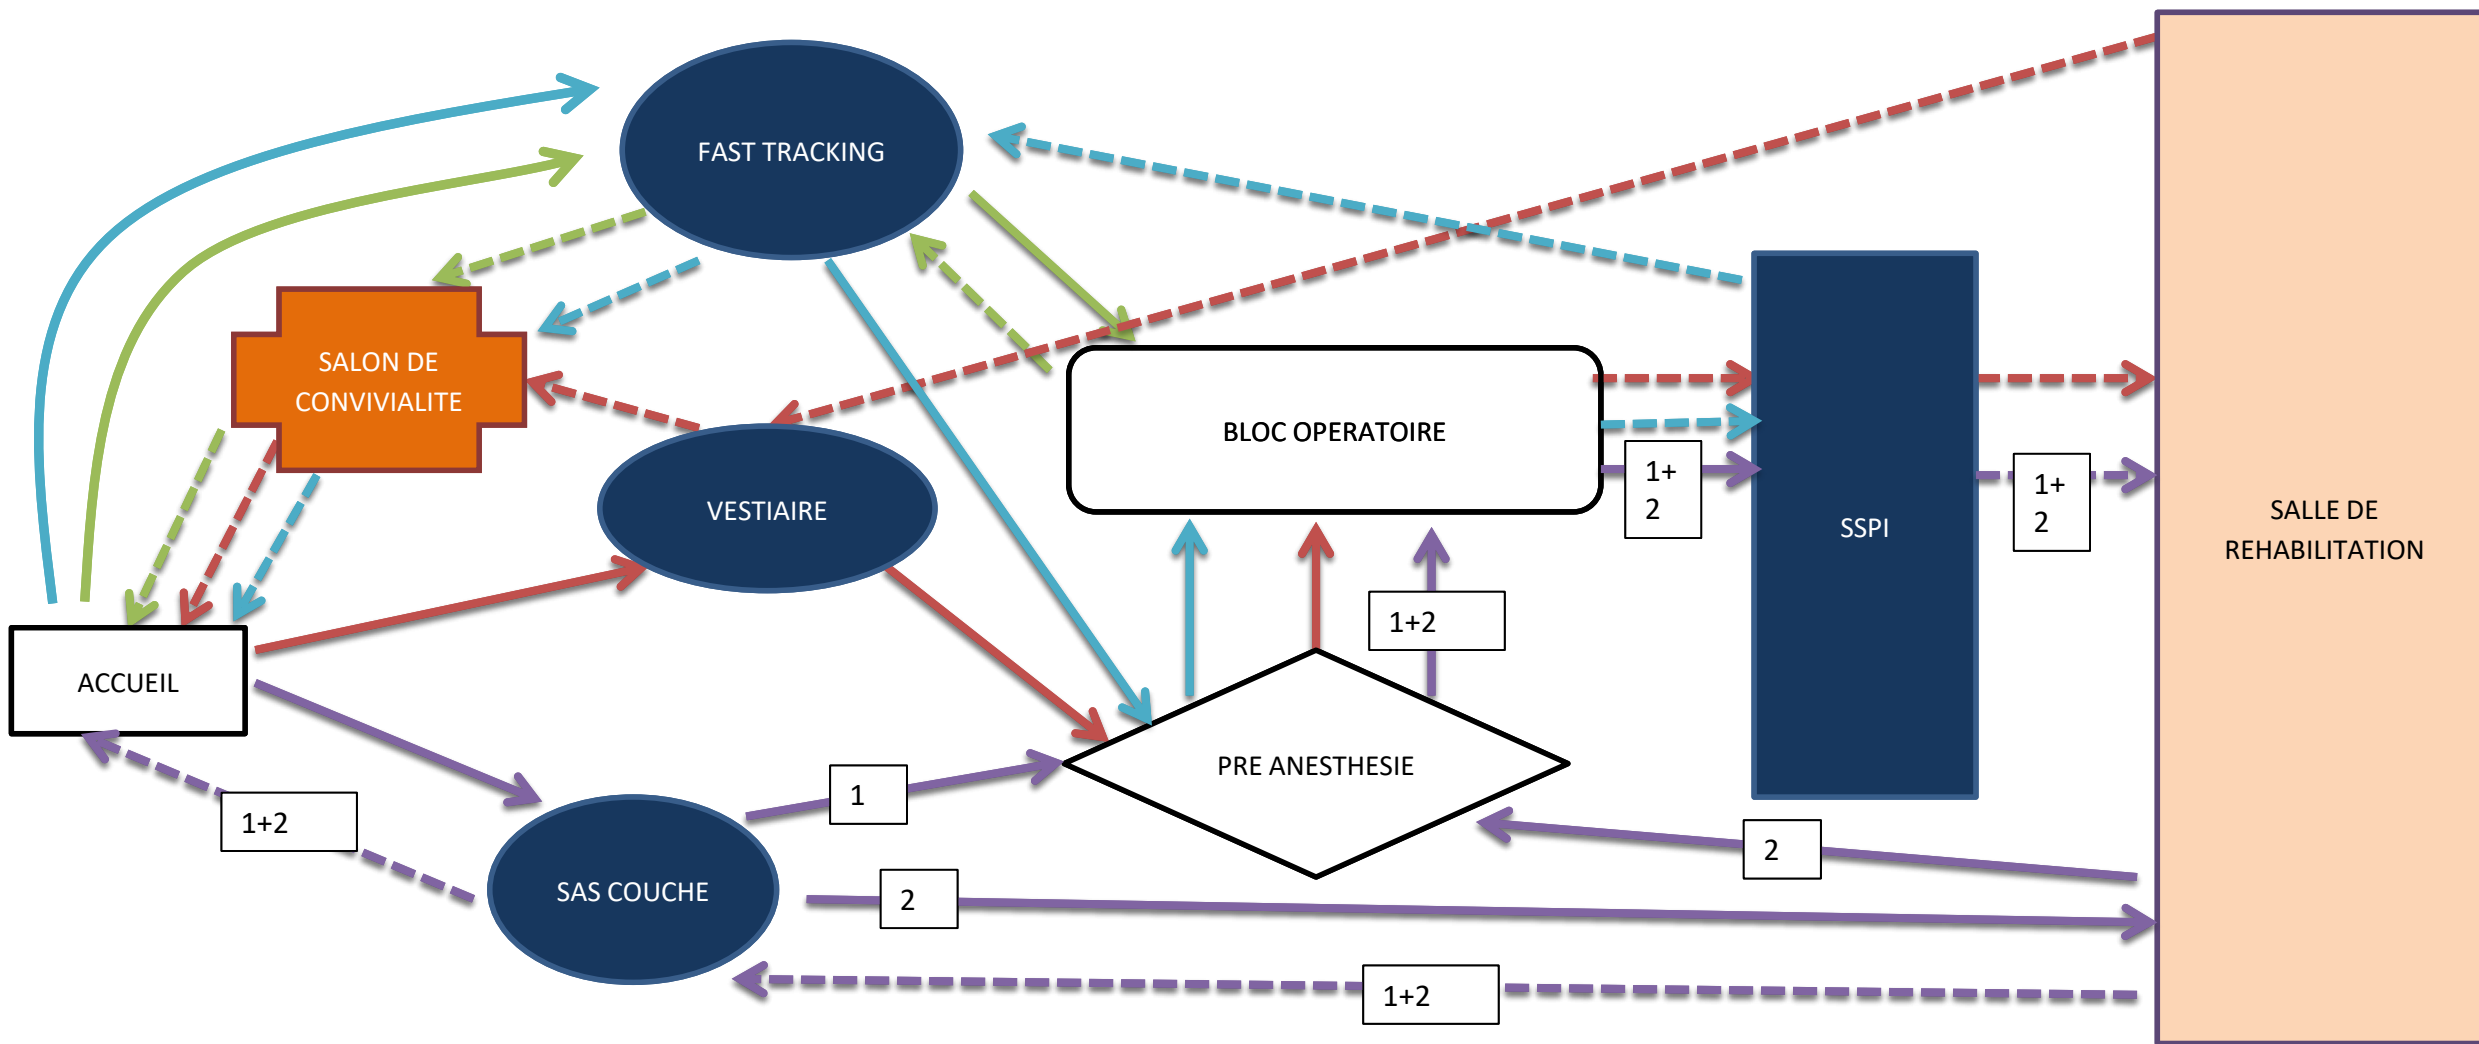 FAST TRACKING
SALON DE
CONVIVIALITE
BLOC OPERATOIRE
VESTIAIRE
1+
2
1+
2
SSPI
SALLE DE
REHABILITATION
1+2
ACCUEIL
PRE ANESTHESIE
1
1+2
2
SAS COUCHE
2
1+2